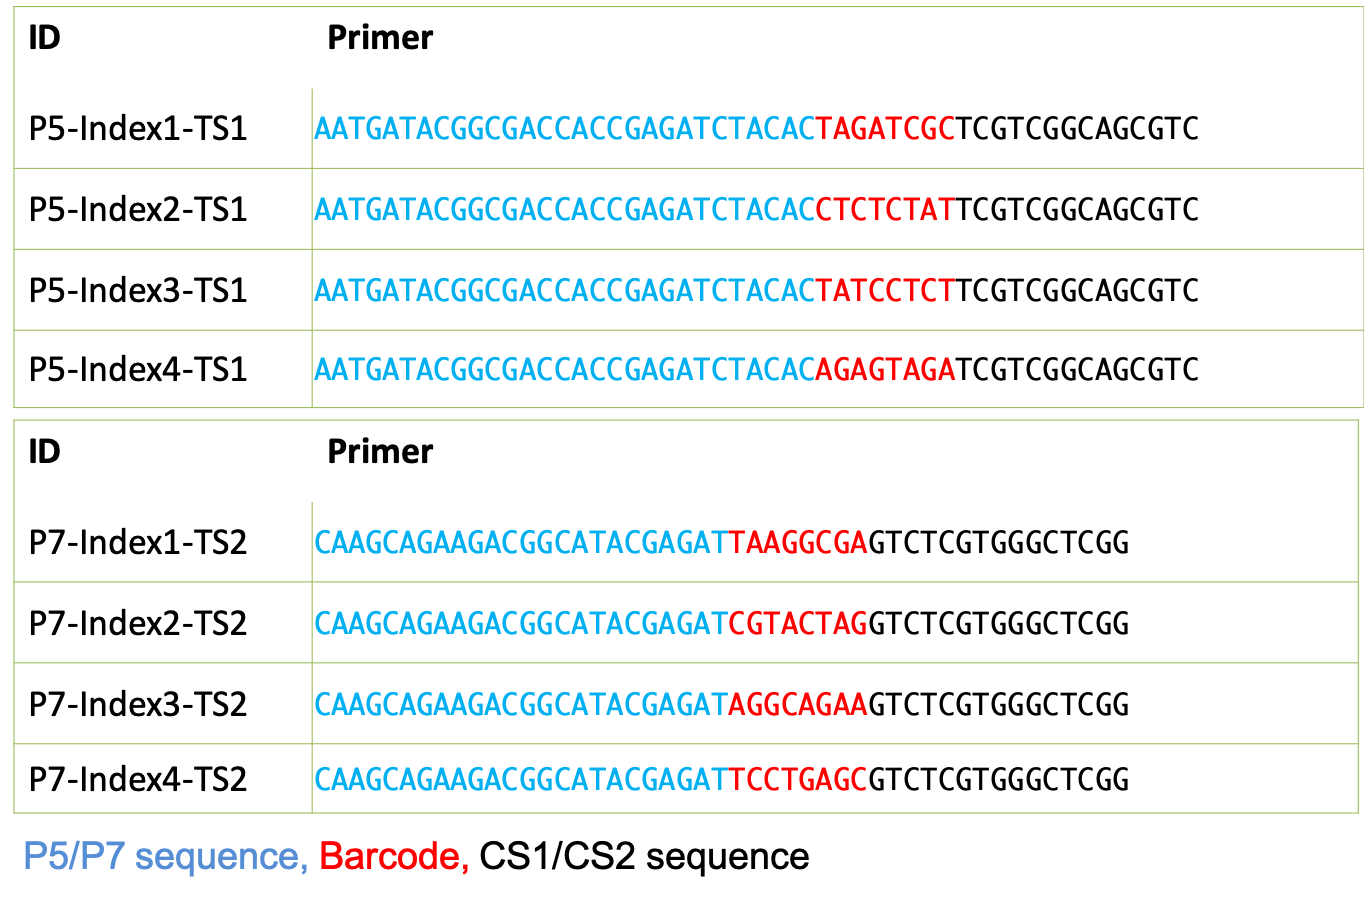 ID Primer
P5-Index1-TS1 AATGATACGGCGACCACCGAGATCTACACTAGATCGCTCGTCGGCAGCGTC
P5-Index2-TS1 AATGATACGGCGACCACCGAGATCTACACCTCTCTATTCGTCGGCAGCGTC
P5-Index3-TS1 AATGATACGGCGACCACCGAGATCTACACTATCCTCTTCGTCGGCAGCGTC
P5-Index4-TS1 AATGATACGGCGACCACCGAGATCTACACAGAGTAGATCGTCGGCAGCGTC
ID Primer
P7-Index1-TS2 CAAGCAGAAGACGGCATACGAGATTAAGGCGAGTCTCGTGGGCTCGG
P7-Index2-TS2 CAAGCAGAAGACGGCATACGAGATCGTACTAGGTCTCGTGGGCTCGG
P7-Index3-TS2 CAAGCAGAAGACGGCATACGAGATAGGCAGAAGTCTCGTGGGCTCGG
P7-Index4-TS2 CAAGCAGAAGACGGCATACGAGATTCCTGAGCGTCTCGTGGGCTCGG
P5/P7 sequence, Barcode, CS1/CS2 sequence